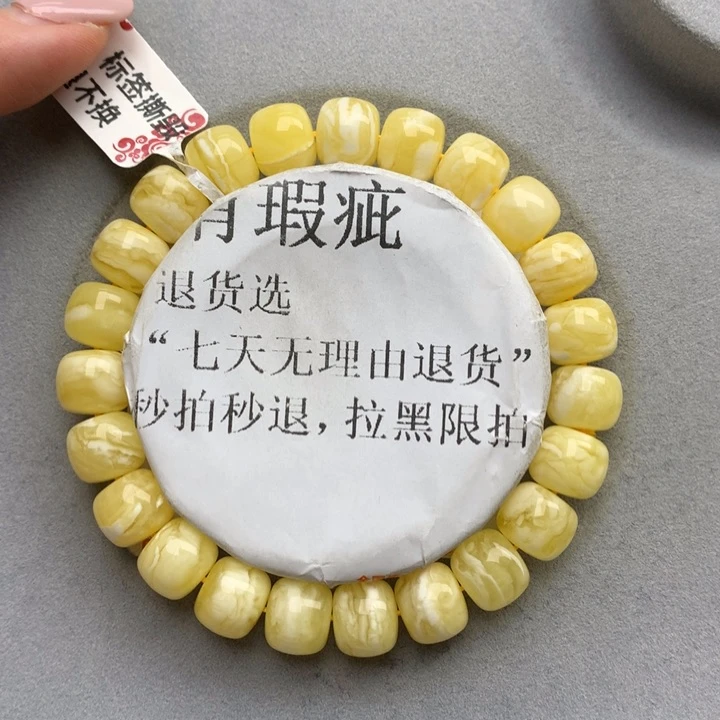 标签撕毁
不换
有瑕疵
退货选
“七天无理由退货”
秒拍秒退，拉黑限拍